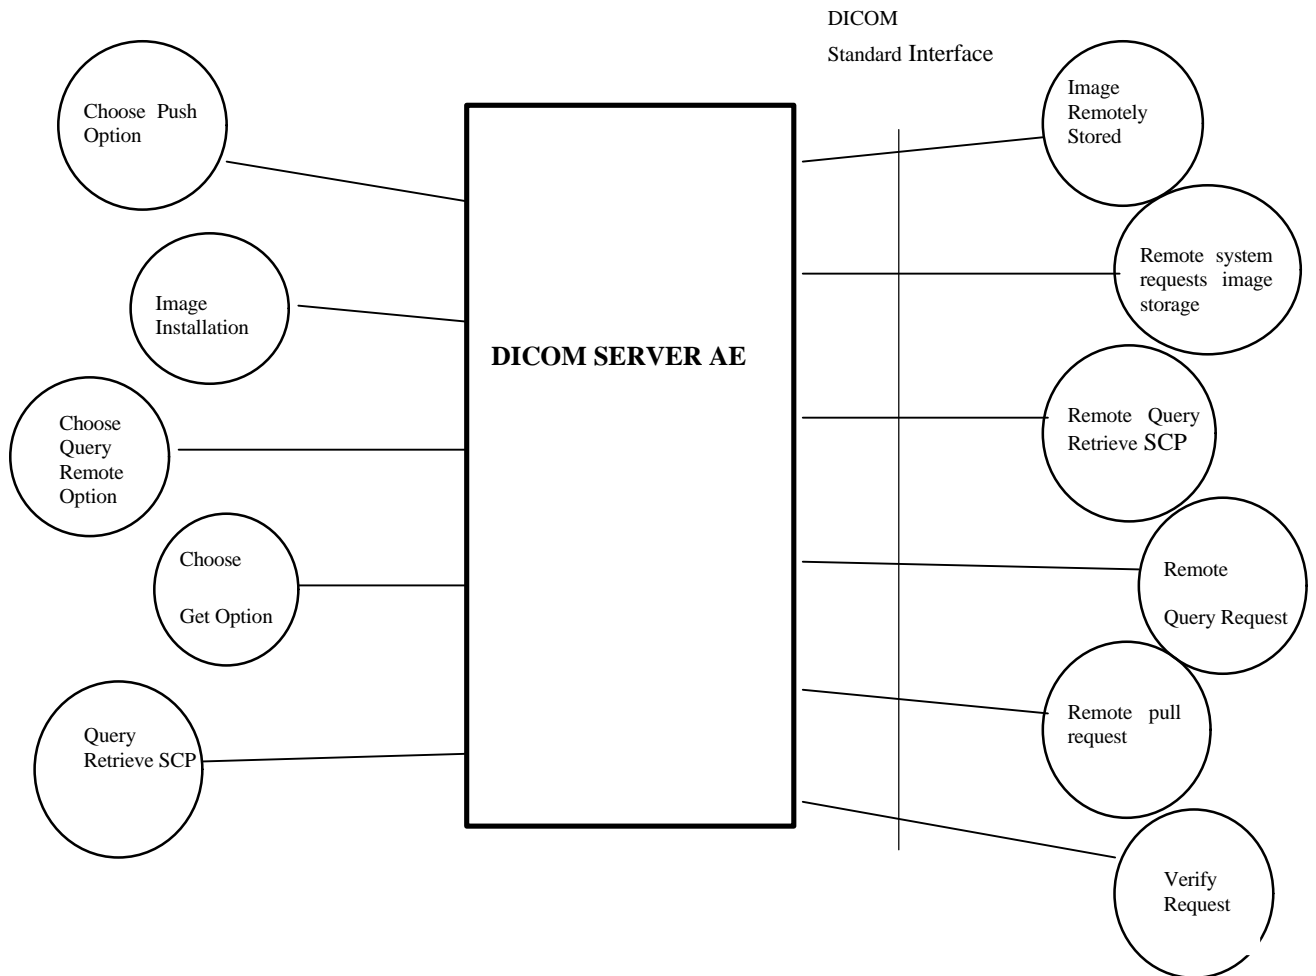 DICOM
Standard Interface
Choose Push
Option
Image
Installation
Choose
Query
Remote
Option
Choose
Get Option
Query
Retrieve SCP
DICOM SERVER AE
Image
Remotely
Stored
Remote system
requests image
storage
Remote Query
Retrieve SCP
Remote
Query Request
Remote pull
request
Verify
Request